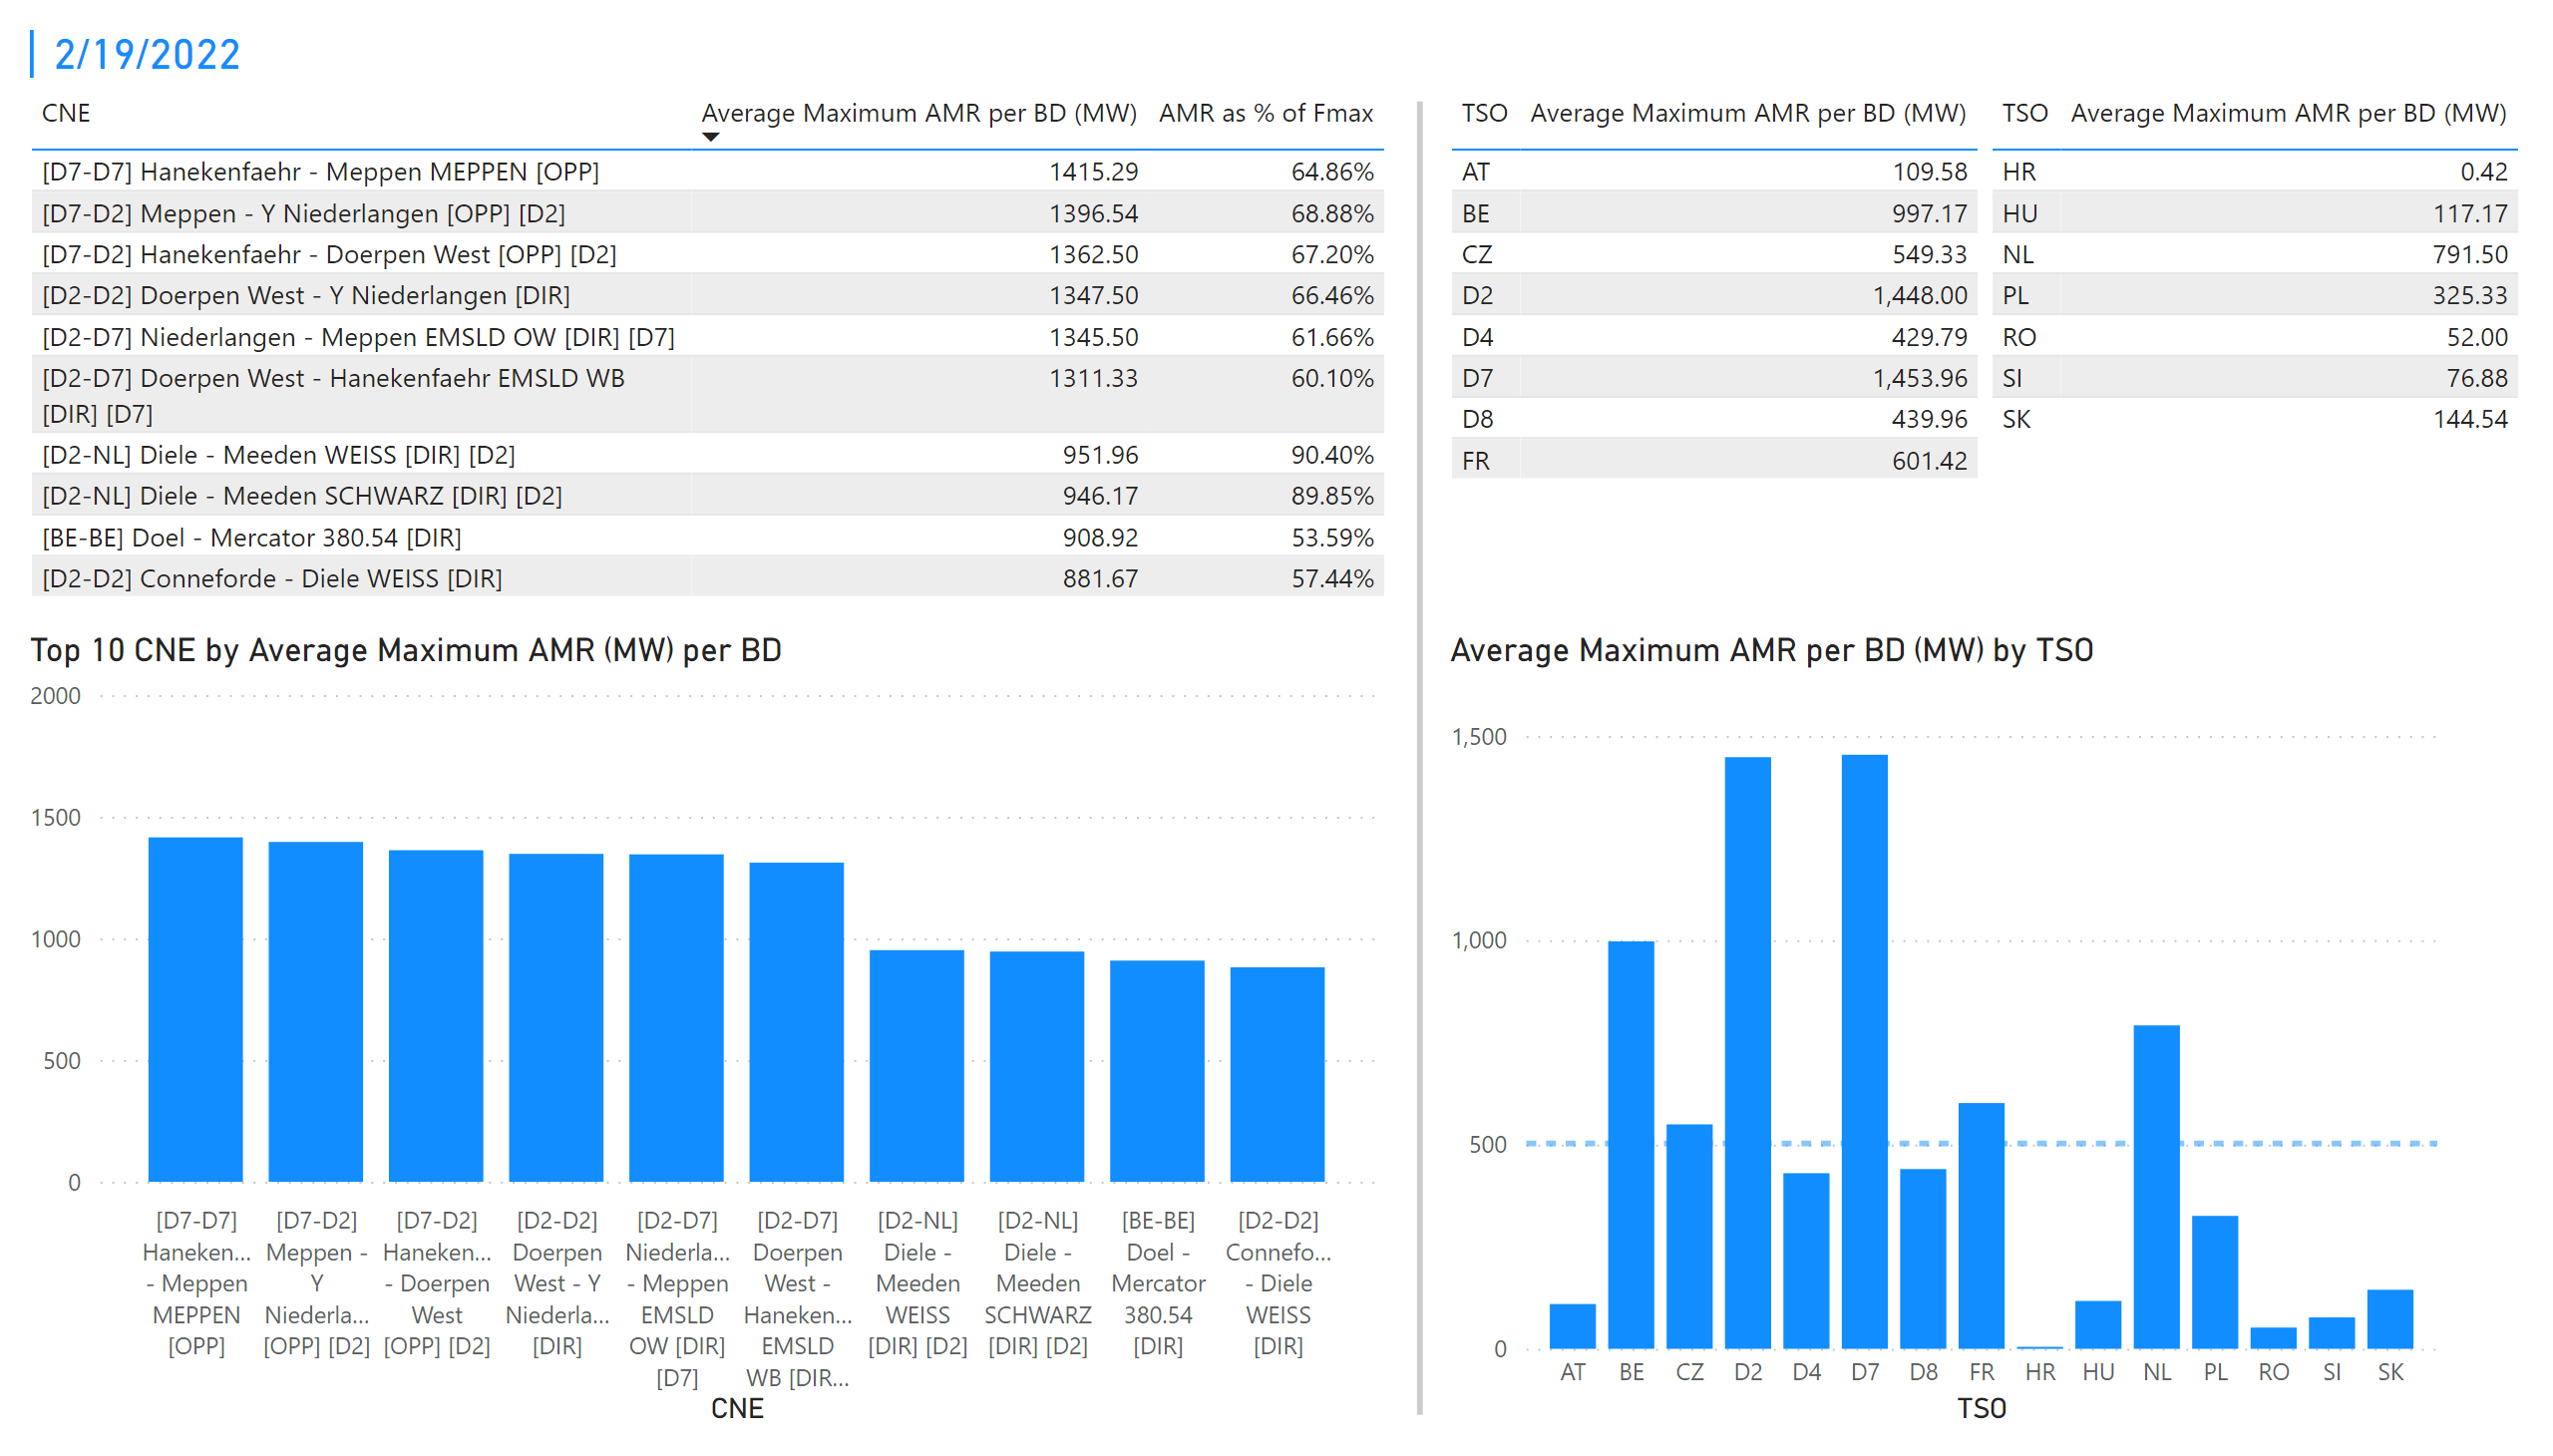 2/19/2022
CNE Average Maximum AMR per BD (MW) AMR as % of Fmax
[D7-D7] Hanekenfaehr - Meppen MEPPEN [OPP] 1415.29 64.86%
[D7-D2] Meppen - Y Niederlangen [OPP] [D2] 1396.54 68.88%
[D7-D2] Hanekenfaehr - Doerpen West [OPP] [D2] 1362.50 67.20%
[D2-D2] Doerpen West - Y Niederlangen [DIR] 1347.50 66.46%
[D2-D7] Niederlangen - Meppen EMSLD OW [DIR] [D7] 1345.50 61.66%
[D2-D7] Doerpen West - Hanekenfaehr EMSLD WB 1311.33 60.10%
[DIR] [D7]
[D2-NL] Diele - Meeden WEISS [DIR] [D2] 951.96 90.40%
[D2-NL] Diele - Meeden SCHWARZ [DIR] [D2] 946.17 89.85%
[BE-BE] Doel - Mercator 380.54 [DIR] 908.92 53.59%
[D2-D2] Conneforde - Diele WEISS [DIR] 881.67 57.44%
TSO Average Maximum AMR per BD (MW)
AT 109.58
BE 997.17
CZ 549.33
D2 1,448.00
D4 429.79
D7 1,453.96
D8 439.96
FR 601.42
TSO Average Maximum AMR per BD (MW)
HR 0.42
HU 117.17
NL 791.50
PL 325.33
RO 52.00
SI 76.88
SK 144.54
Top 10 CNE by Average Maximum AMR (MW) per BD
2000
1500
1000
500
0
[D7-D7]
Haneken...
- Meppen
MEPPEN
[OPP]
[D7-D2]
Meppen -
Y
Niederla...
[OPP] [D2]
[D7-D2]
Haneken...
- Doerpen
West
[OPP] [D2]
[D2-D2]
Doerpen
West - Y
Niederla...
[DIR]
[D2-D7]
Niederla...
- Meppen
EMSLD
OW [DIR]
[D7]
[D2-D7]
Doerpen
West -
Haneken...
EMSLD
WB [DIR...
[D2-NL]
Diele -
Meeden
WEISS
[DIR] [D2]
[D2-NL]
Diele -
Meeden
SCHWARZ
[DIR] [D2]
[BE-BE]
Doel -
Mercator
380.54
[DIR]
[D2-D2]
Connefo...
- Diele
WEISS
[DIR]
CNE
Average Maximum AMR per BD (MW) by TSO
1,500
1,000
500
0
AT BE CZ D2 D4 D7 D8 FR HR HU NL PL RO SI SK
TSO